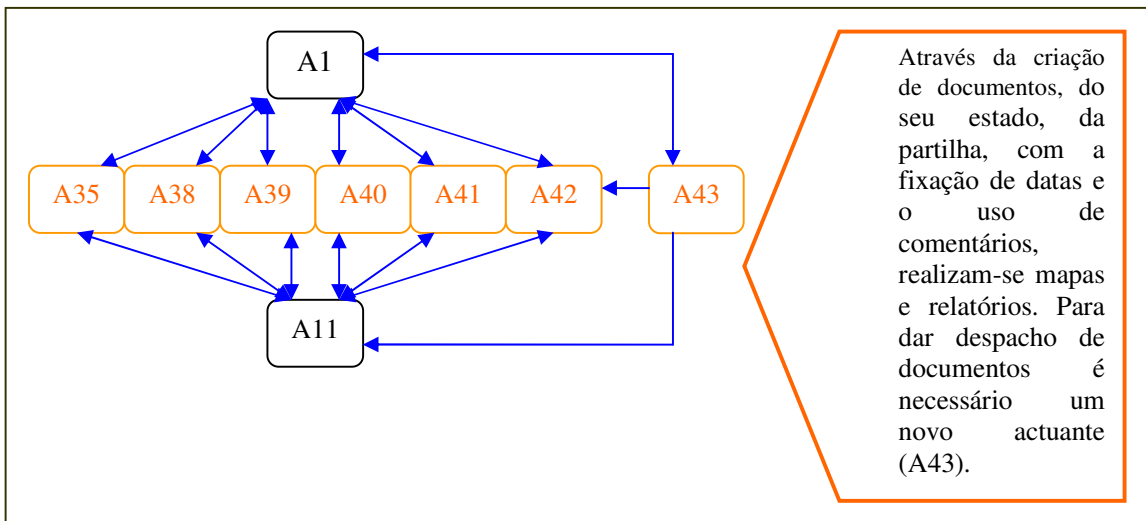 A1
A35 A38 A39 A40 A41 A42 A43
A11
Através da criação
de documentos, do
seu estado, da
partilha, com a
fixação de datas e
o uso de
comentários,
realizam-se mapas
e relatórios. Para
dar despacho de
documentos é
necessário um
novo actuante
(A43).